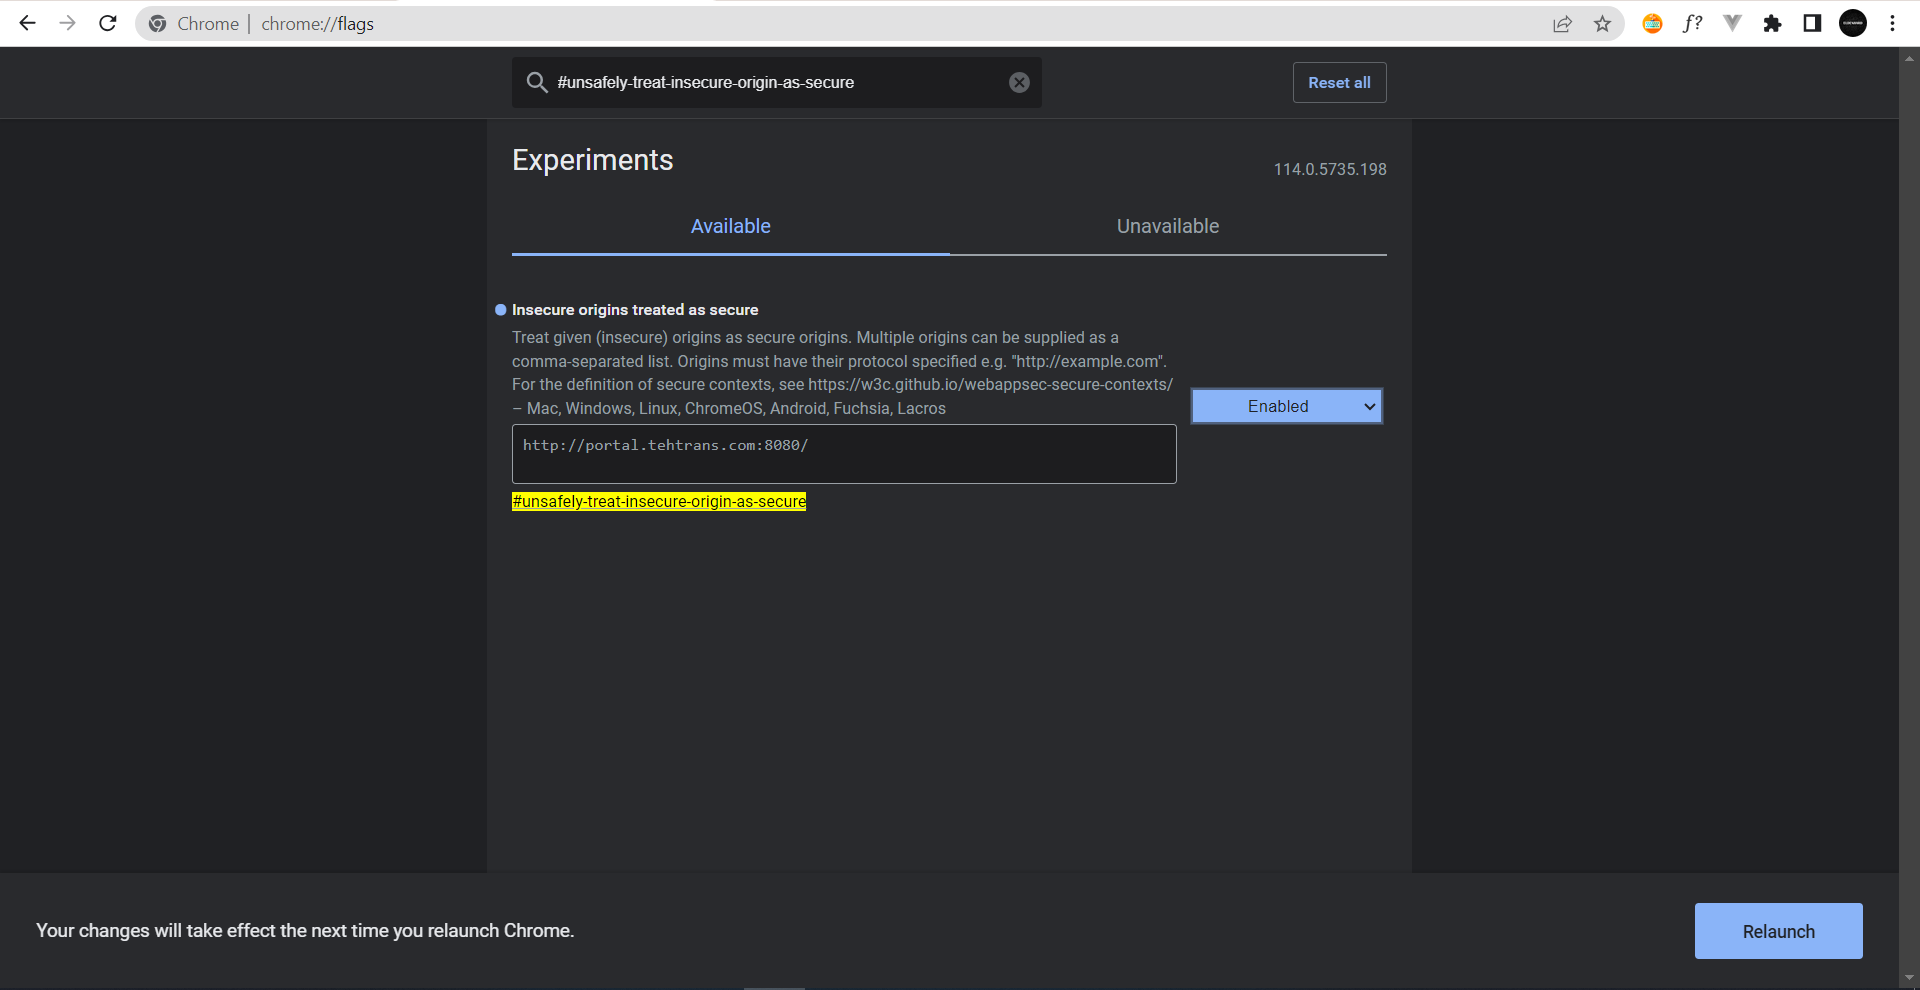 Chrome | chrome://flags
f?
#unsafely-treat-insecure-origin-as-secure
Reset all
Experiments
114.0.5735.198
Available
Unavailable
Insecure origins treated as secure
Treat given (insecure) origins as secure origins. Multiple origins can be supplied as a
comma-separated list. Origins must have their protocol specified e.g. "http://example.com".
For the definition of secure contexts, see https://w3c.github.io/webappsec-secure-contexts/
– Mac, Windows, Linux, ChromeOS, Android, Fuchsia, Lacros
Enabled
http://portal.tehtrans.com:8080/
#unsafely-treat-insecure-origin-as-secure
Your changes will take effect the next time you relaunch Chrome.
Relaunch